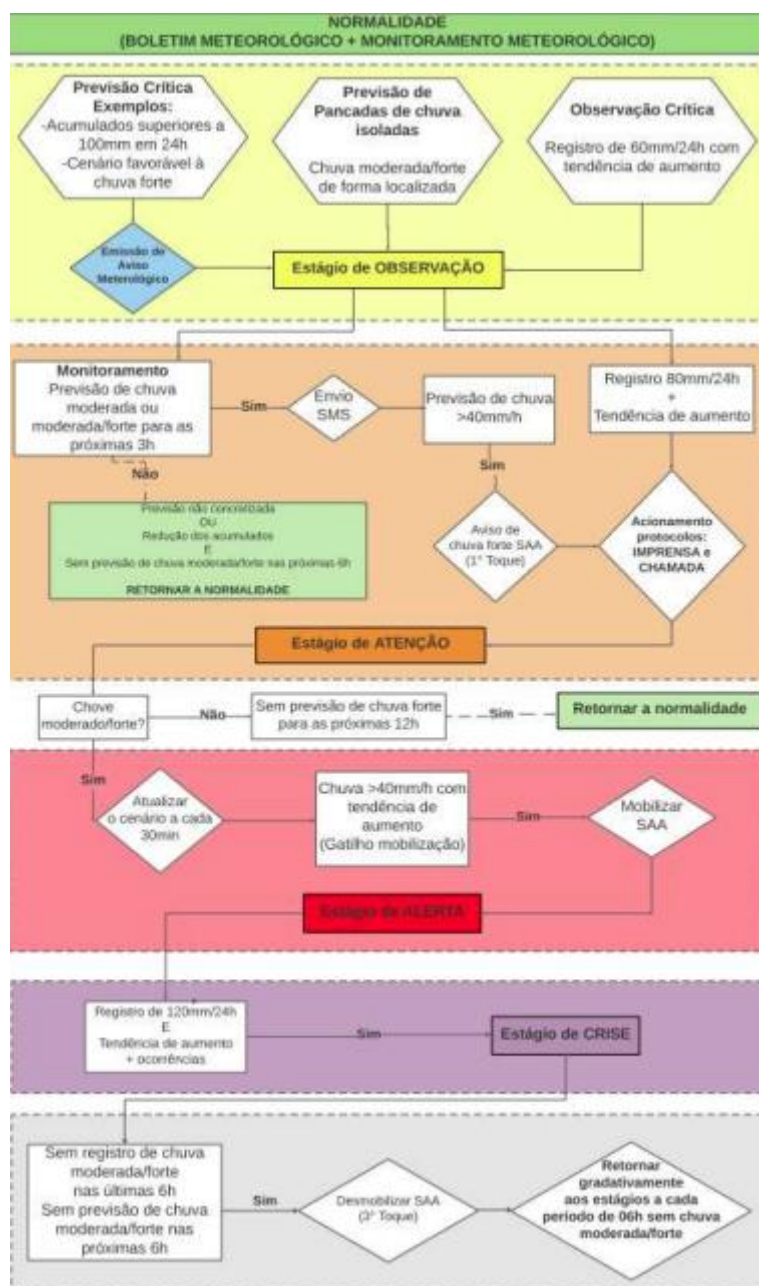 NORMALIDADE
(BOLETIM METEOROLÓGICO + MONITORAMENTO METEOROLÓGICO)
Previsão Crítica
Exemplos:
-Acumulados superiores a
100mm em 24h
-Cenário favorável à
chuva forte
Previsão de
Pancadas de chuva
isoladas
Chuva moderada/forte
de forma localizada
Observação Crítica
Registro de 60mm/24h com
tendência de aumento
Emissão de
Aviso
Meterológico
Estágio de OBSERVAÇÃO
Monitoramento
Previsão de chuva
moderada ou
moderada/forte para as
próximas 3h
Sim
Envio
SMS
Previsão de chuva
>40mm/h
Registro 80mm/24h
+
Tendência de aumento
Não
Sim
Previsão não concretizada
OU
Redução dos acumulados
E
Sem previsão de chuva moderada/forte nas próximas 6h
RETORNAR A NORMALIDADE
Aviso de
chuva forte SAA
(1° Toque)
Acionamento
protocolos:
IMPRENSA e
CHAMADA
Estágio de ATENÇÃO
Chove
moderado/forte?
Não
Sem previsão de chuva forte
para as próximas 12h
Sim
Retornar a normalidade
Sim
Atualizar
o cenário a cada
30min
Chuva >40mm/h com
tendência de
aumento
(Gatilho mobilização)
Sim
Mobilizar
SAA
Estágio de ALERTA
Registro de 120mm/24h
E
Tendência de aumento
+ ocorrências
Sim
Estágio de CRISE
Sem registro de chuva
moderada/forte
nas últimas 6h
Sem previsão de chuva
moderada/forte nas
próximas 6h
Sim
Desmobilizar SAA
(3° Toque)
Retornar
gradativamente
aos estágios a cada
período de 06h sem chuva
moderada/forte